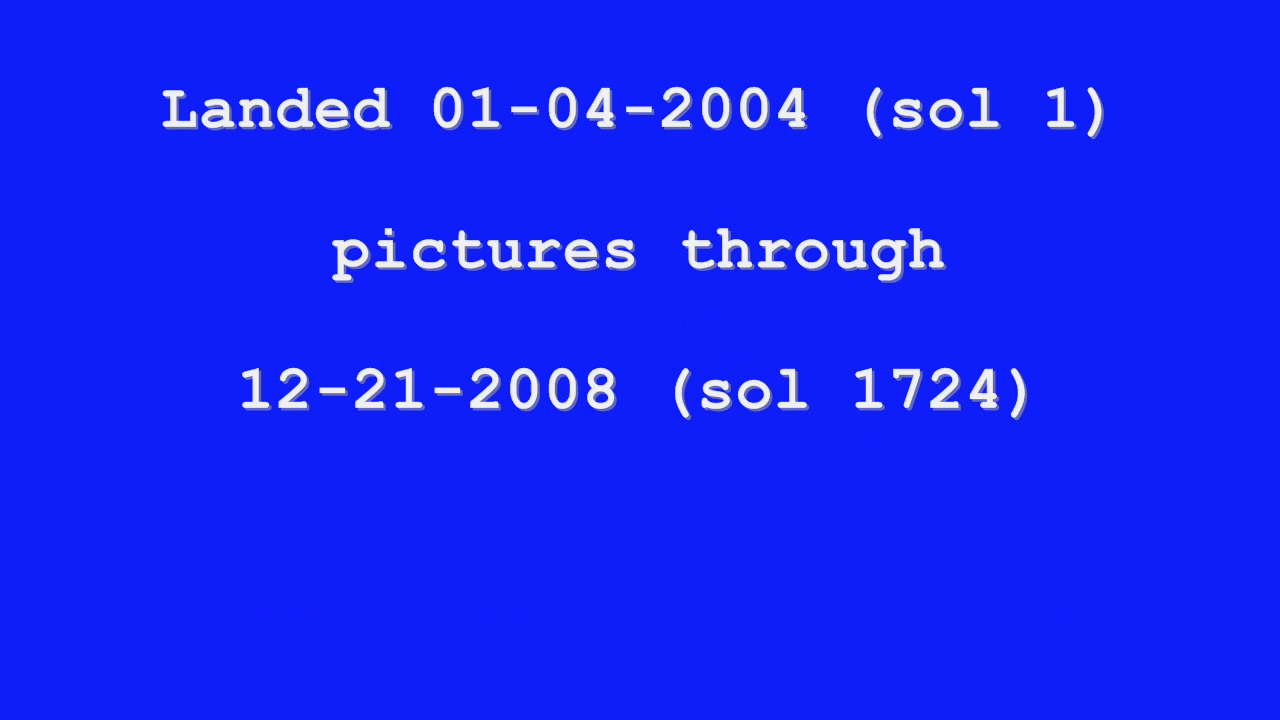 Landed 01-04-2004 (sol 1)
pictures through
12-21-2008 (sol 1724)